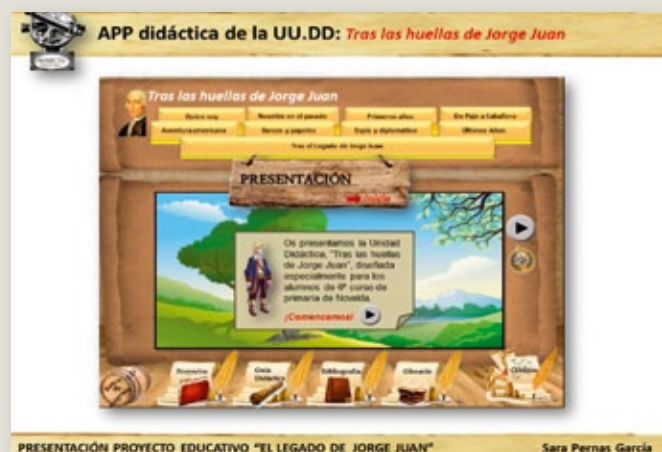 APP didáctica de la UU.DD: Tras las huellas de Jorge Juan
Tras las huellas de Jorge Juan
Quien soy
Novelda en el pasado
Primeros años
De Paje a Caballero
Aventura americana
Barcos y papeles
Espía y diplomático
Últimos Años
Tras el Legado de Jorge Juan
PRESENTACIÓN
Inicio
Os presentamos la Unidad
Didáctica, "Tras las huellas
de Jorge Juan", diseñada
especialmente para los
alumnos de 6º curso de
primaria de Novelda.
¡Comencemos!
Proyecto
Guía
Didáctica
Bibliografía
Glosario
Créditos
PRESENTACIÓN PROYECTO EDUCATIVO "EL LEGADO DE JORGE JUAN"
Sara Pernas García